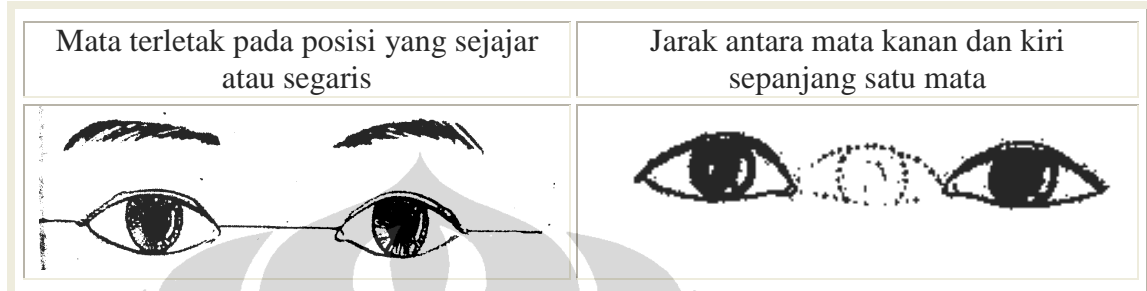 Mata terletak pada posisi yang sejajar
atau segaris
Jarak antara mata kanan dan kiri
sepanjang satu mata